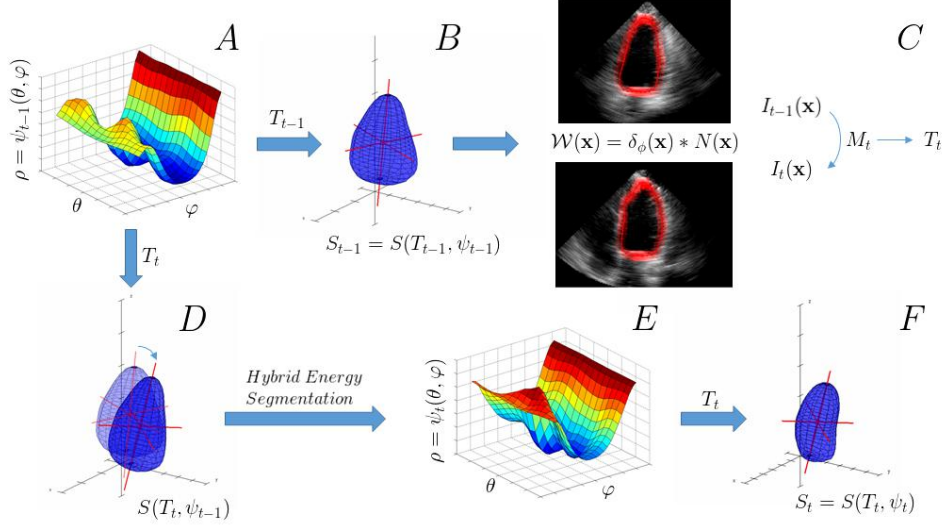 A
B
C
ρ = ψ_{t−1}(θ, φ)
θ
φ
T_{t−1}
S_{t−1} = S(T_{t−1}, ψ_{t−1})
𝒲(𝐱) = δ_ϕ(𝐱) ∗ N(𝐱)
I_{t−1}(𝐱)
I_t(𝐱)
M_t
T_t
T_t
D
E
F
Hybrid Energy
Segmentation
S(T_t, ψ_{t−1})
ρ = ψ_t(θ, φ)
θ
φ
T_t
S_t = S(T_t, ψ_t)